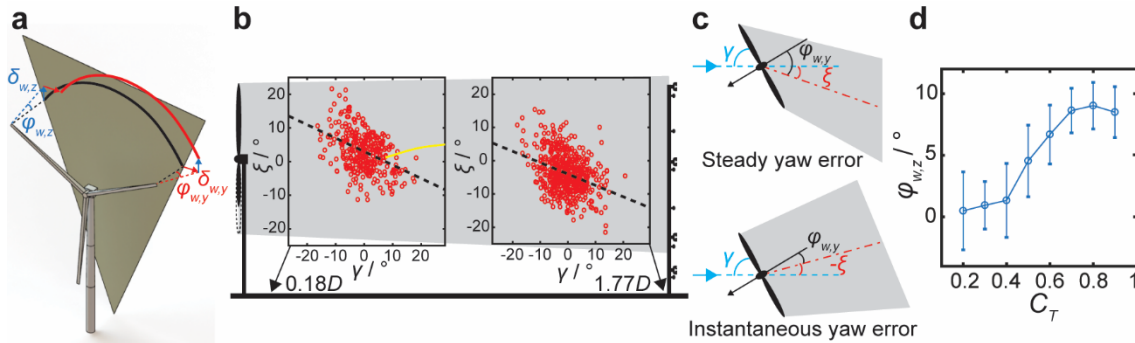 a
δw,z
φw,z
δw,y
φw,y
b
ξ / °
20
10
0
-10
-20
-20 -10 0 10 20
γ / °
0.18D
ξ / °
20
10
0
-10
-20
-20 -10 0 10 20
γ / °
1.77D
c
γ
φw,y
ξ
Steady yaw error
γ
φw,y
-ξ
Instantaneous yaw error
d
φw,z / °
10
5
0
0.2 0.4 0.6 0.8 1
CT